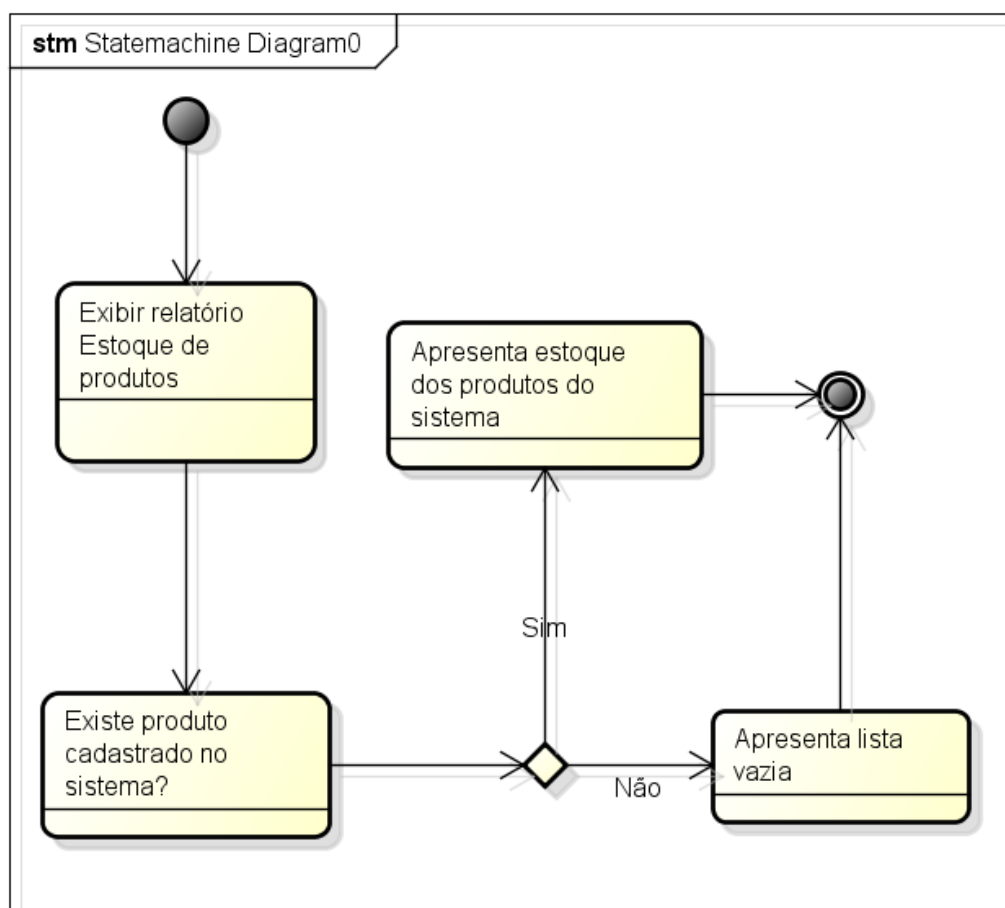 stm Statemachine Diagram0
Exibir relatório
Estoque de
produtos
Apresenta estoque
dos produtos do
sistema
Sim
Existe produto
cadastrado no
sistema?
Não
Apresenta lista
vazia